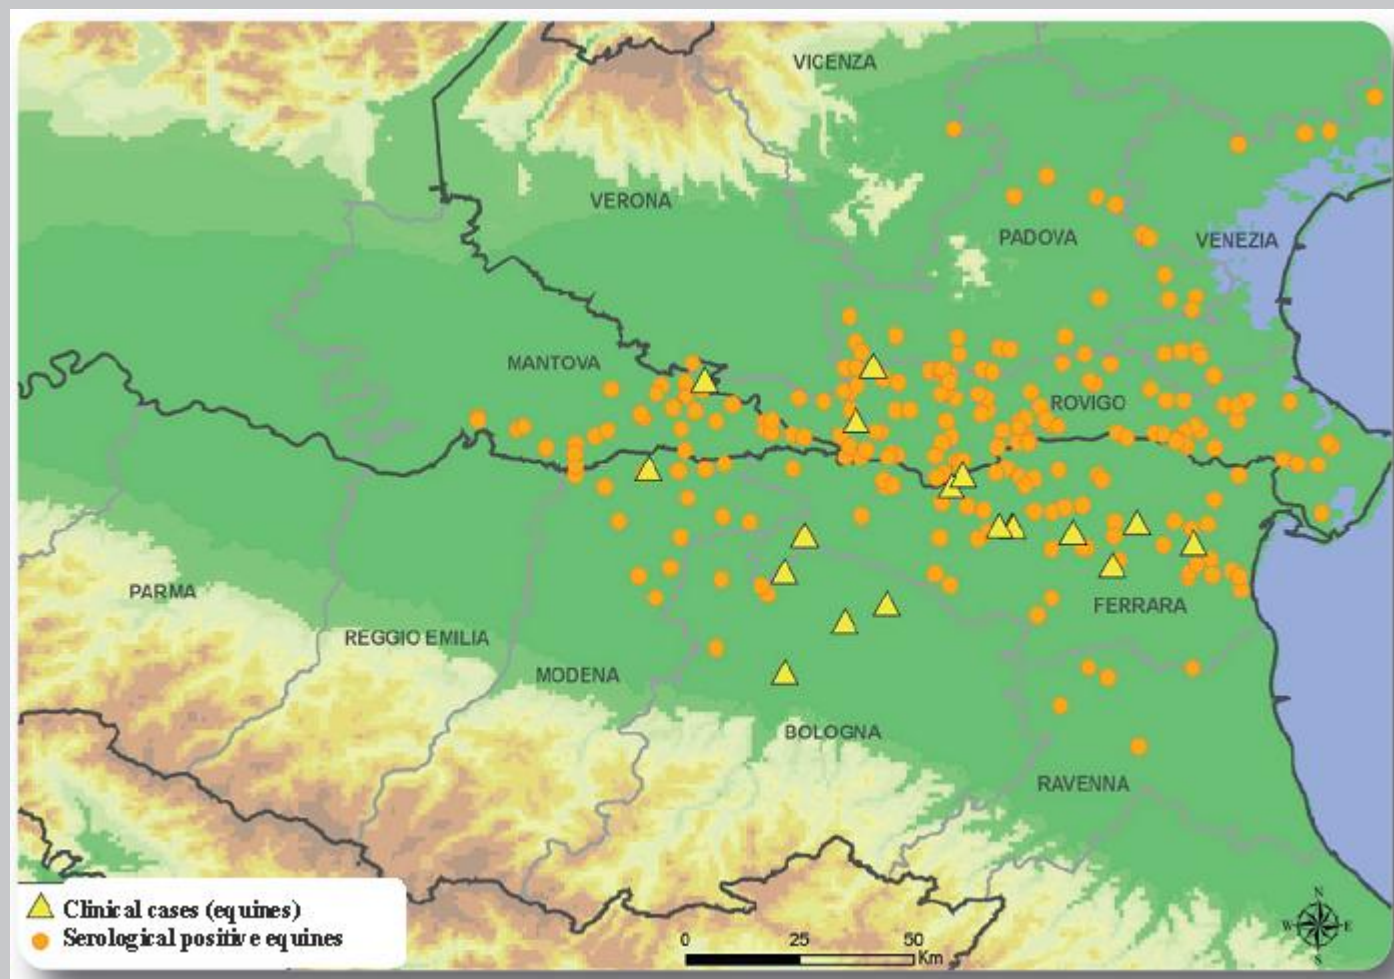 VICENZA
VERONA
PADOVA
VENEZIA
MANTOVA
ROVIGO
PARMA
FERRARA
REGGIO EMILIA
MODENA
BOLOGNA
RAVENNA
Clinical cases (equines)
Serological positive equines
0 25 50
Km
N
W E
S